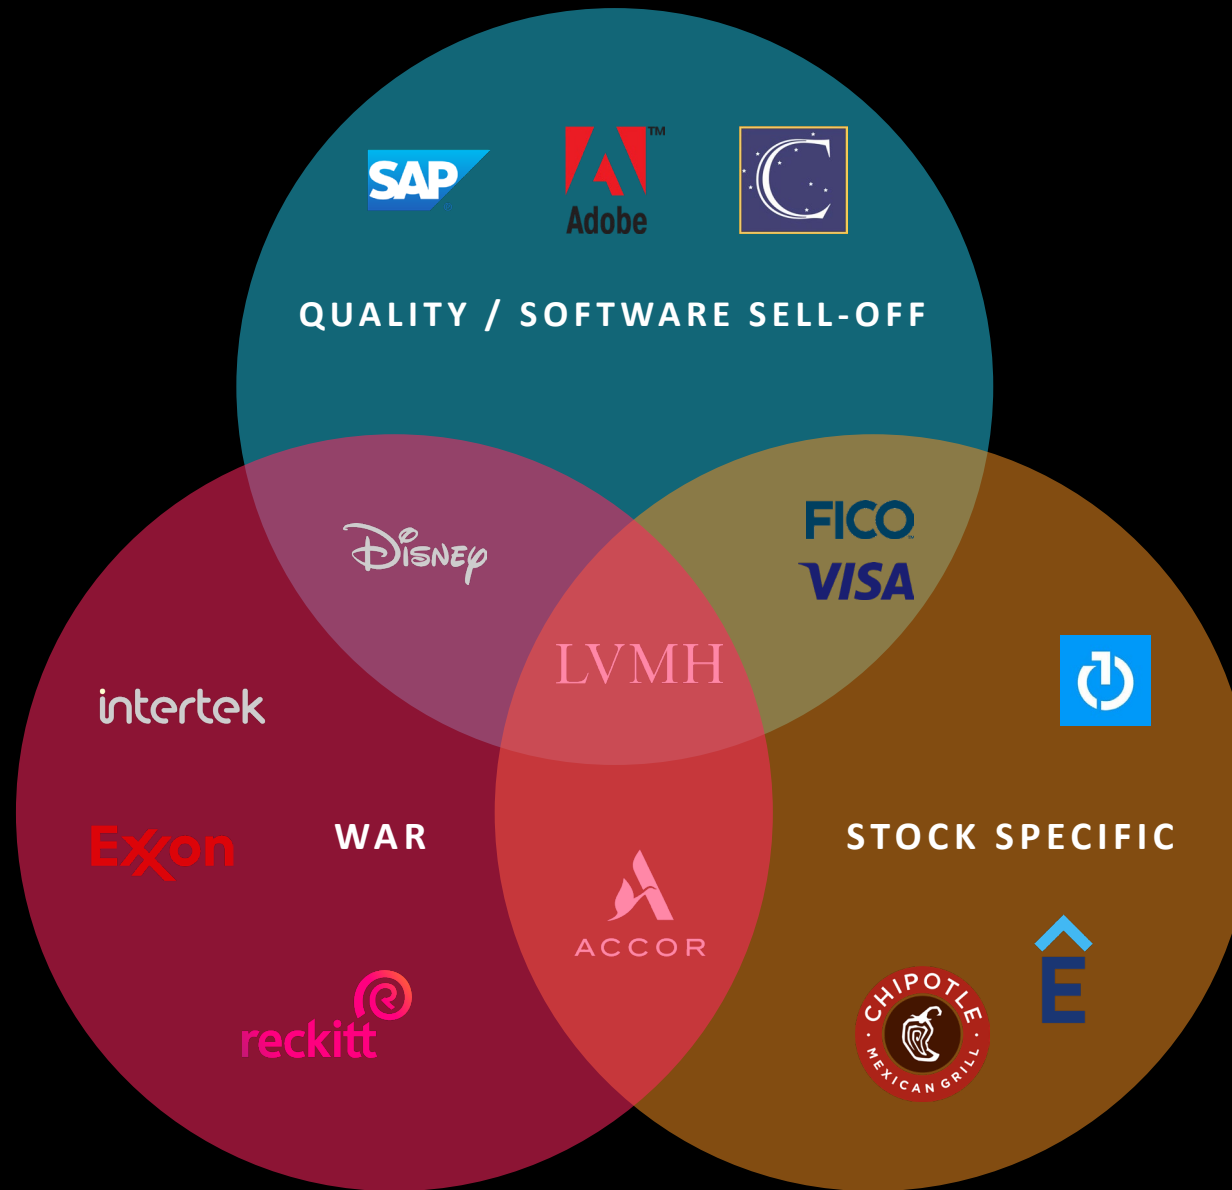 SAP
Adobe™
C
QUALITY / SOFTWARE SELL-OFF
Disney
FICO
VISA
LVMH
intertek
Exxon
WAR
STOCK SPECIFIC
ACCOR
Ê
reckitt
CHIPOTLE
MEXICAN GRILL